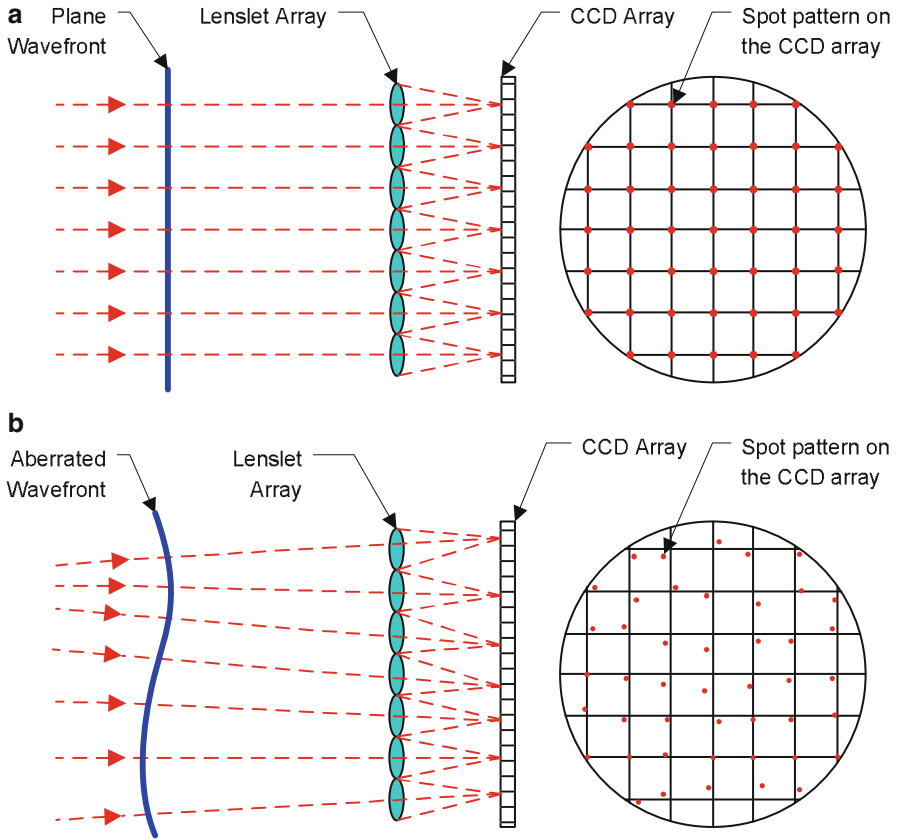 a
Plane
Wavefront
Lenslet Array
CCD Array
Spot pattern on
the CCD array
b
Aberrated
Wavefront
Lenslet
Array
CCD Array
Spot pattern on
the CCD array